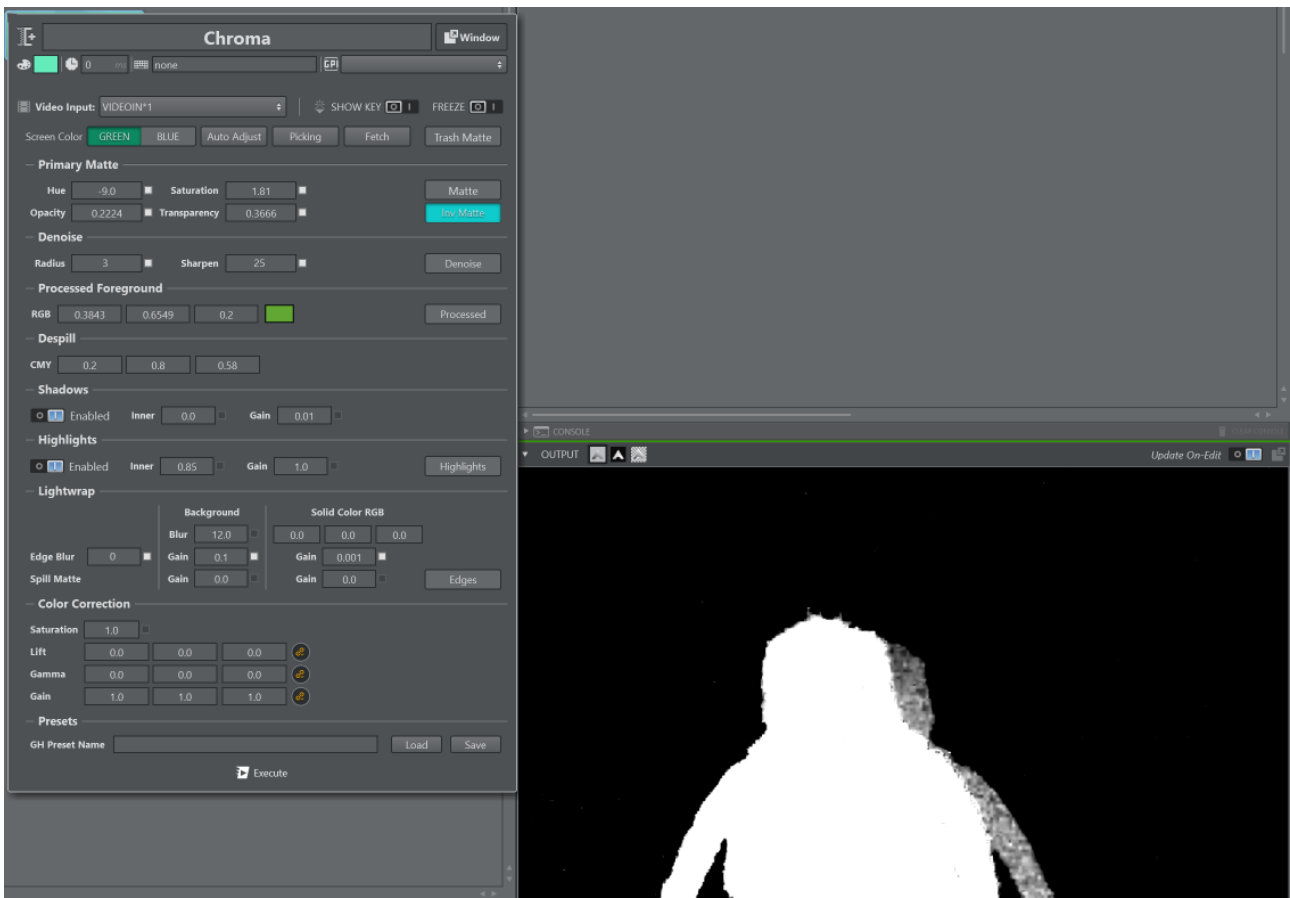 Chroma
Window
0 ms none GPI
Video Input: VIDEOIN*1 SHOW KEY FREEZE
Screen Color GREEN BLUE Auto Adjust Picking Fetch Trash Matte
Primary Matte
Hue -9.0 Saturation 1.81 Matte
Opacity 0.2224 Transparency 0.3666 Inv Matte
Denoise
Radius 3 Sharpen 25 Denoise
Processed Foreground
RGB 0.3843 0.6549 0.2 Processed
Despill
CMY 0.2 0.8 0.58
Shadows
Enabled Inner 0.0 Gain 0.01
Highlights
Enabled Inner 0.85 Gain 1.0 Highlights
Lightwrap
Background Solid Color RGB
Blur 12.0 0.0 0.0 0.0
Edge Blur 0 Gain 0.1 Gain 0.001
Spill Matte Gain 0.0 Gain 0.0 Edges
Color Correction
Saturation 1.0
Lift 0.0 0.0 0.0
Gamma 0.0 0.0 0.0
Gain 1.0 1.0 1.0
Presets
GH Preset Name Load Save
Execute
CONSOLE
OUTPUT Update On-Edit